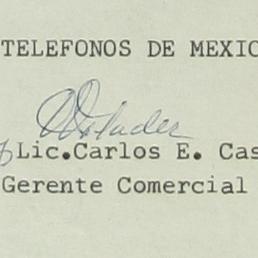 TELEFONOS DE MEXICO
Lic.Carlos E. Cas
Gerente Comercial